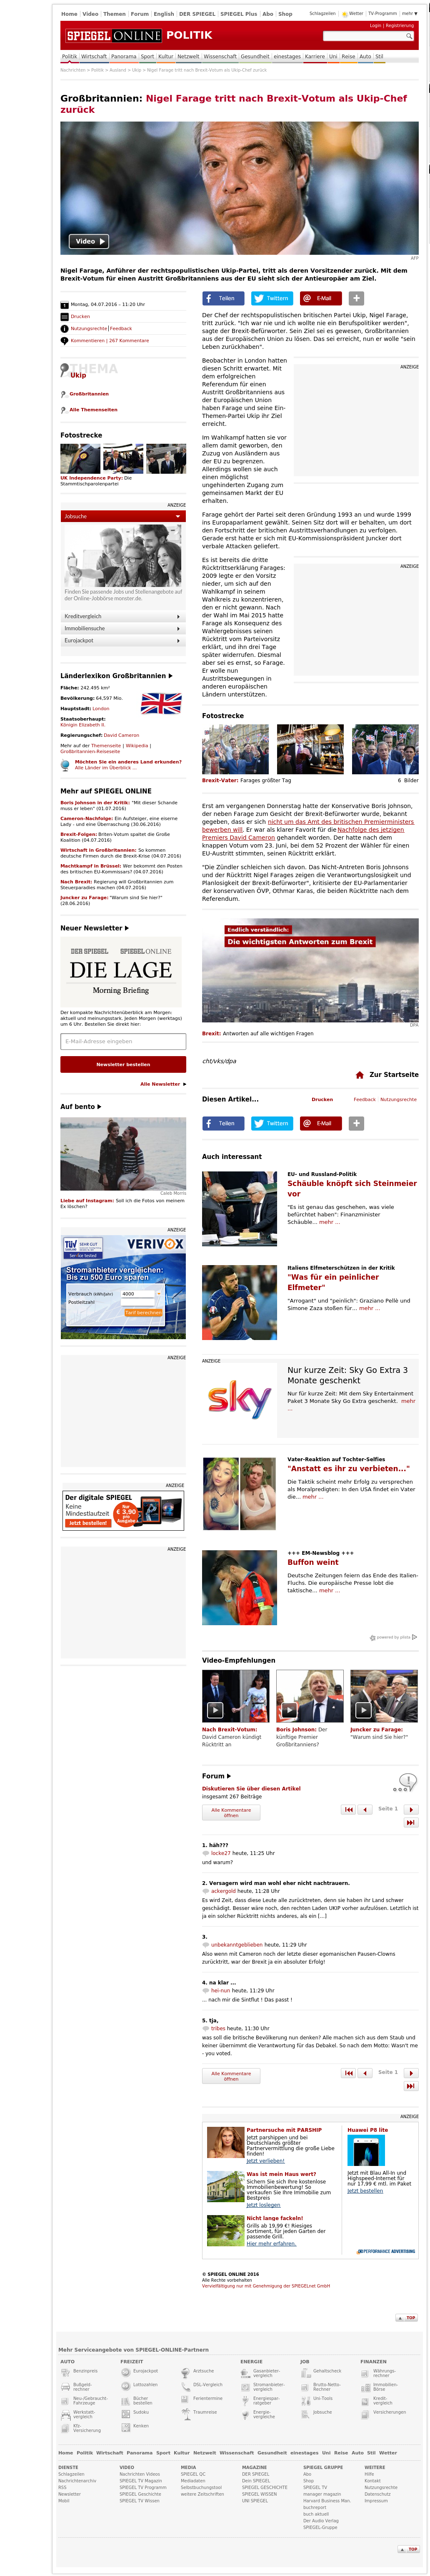 Home Video Themen Forum English DER SPIEGEL SPIEGEL Plus Abo Shop
Schlagzeilen Wetter TV-Programm mehr ▼
Login | Registrierung
SPIEGEL ONLINE POLITIK
Politik Wirtschaft Panorama Sport Kultur Netzwelt Wissenschaft Gesundheit einestages Karriere Uni Reise Auto Stil
Nachrichten > Politik > Ausland > Ukip > Nigel Farage tritt nach Brexit-Votum als Ukip-Chef zurück
Großbritannien: Nigel Farage tritt nach Brexit-Votum als Ukip-Chef
zurück
Video
AFP
Nigel Farage, Anführer der rechtspopulistischen Ukip-Partei, tritt als deren Vorsitzender zurück. Mit dem
Brexit-Votum für einen Austritt Großbritanniens aus der EU sieht sich der Antieuropäer am Ziel.
Montag, 04.07.2016 – 11:20 Uhr
Drucken
Nutzungsrechte Feedback
Kommentieren | 267 Kommentare
THEMA
Ukip
Großbritannien
Alle Themenseiten
Fotostrecke
UK Independence Party: Die
Stammtischparolenpartei
ANZEIGE
Jobsuche
Finden Sie passende Jobs und Stellenangebote auf
der Online-Jobbörse monster.de.
Kreditvergleich
Immobiliensuche
Eurojackpot
Länderlexikon Großbritannien
Fläche: 242.495 km²
Bevölkerung: 64,597 Mio.
Hauptstadt: London
Staatsoberhaupt:
Königin Elizabeth II.
Regierungschef: David Cameron
Mehr auf der Themenseite | Wikipedia |
Großbritannien-Reiseseite
Möchten Sie ein anderes Land erkunden?
Alle Länder im Überblick ...
Mehr auf SPIEGEL ONLINE
Boris Johnson in der Kritik: "Mit dieser Schande
muss er leben" (01.07.2016)
Cameron-Nachfolge: Ein Aufsteiger, eine eiserne
Lady - und eine Überraschung (30.06.2016)
Brexit-Folgen: Briten-Votum spaltet die Große
Koalition (04.07.2016)
Wirtschaft in Großbritannien: So kommen
deutsche Firmen durch die Brexit-Krise (04.07.2016)
Machtkampf in Brüssel: Wer bekommt den Posten
des britischen EU-Kommissars? (04.07.2016)
Nach Brexit: Regierung will Großbritannien zum
Steuerparadies machen (04.07.2016)
Juncker zu Farage: "Warum sind Sie hier?"
(28.06.2016)
Neuer Newsletter
DER SPIEGEL SPIEGEL ONLINE
DIE LAGE
Morning Briefing
Der kompakte Nachrichtenüberblick am Morgen:
aktuell und meinungsstark. Jeden Morgen (werktags)
um 6 Uhr. Bestellen Sie direkt hier:
E-Mail-Adresse eingeben
Newsletter bestellen
Alle Newsletter
Auf bento
Caleb Morris
Liebe auf Instagram: Soll ich die Fotos von meinem
Ex löschen?
ANZEIGE
VERIVOX
Stromanbieter vergleichen:
Bis zu 500 Euro sparen
Verbrauch (kWh/Jahr) 4000
Postleitzahl
Tarif berechnen
ANZEIGE
ANZEIGE
Der digitale SPIEGEL
Keine
Mindestlaufzeit
Jetzt bestellen!
ANZEIGE
Teilen Twittern E-Mail
Der Chef der rechtspopulistischen britischen Partei Ukip, Nigel Farage,
tritt zurück. "Ich war nie und ich wollte nie ein Berufspolitiker werden",
sagte der Brexit-Befürworter. Sein Ziel sei es gewesen, Großbritannien
aus der Europäischen Union zu lösen. Das sei erreicht, nun er wolle "sein
Leben zurückhaben".
ANZEIGE
Beobachter in London hatten
diesen Schritt erwartet. Mit
dem erfolgreichen
Referendum für einen
Austritt Großbritanniens aus
der Europäischen Union
haben Farage und seine Ein-
Themen-Partei Ukip ihr Ziel
erreicht.
Im Wahlkampf hatten sie vor
allem damit geworben, den
Zuzug von Ausländern aus
der EU zu begrenzen.
Allerdings wollen sie auch
einen möglichst
ungehinderten Zugang zum
gemeinsamen Markt der EU
erhalten.
Farage gehört der Partei seit deren Gründung 1993 an und wurde 1999
ins Europaparlament gewählt. Seinen Sitz dort will er behalten, um dort
den Fortschritt der britischen Austrittsverhandlungen zu verfolgen.
Gerade erst hatte er sich mit EU-Kommissionspräsident Juncker dort
verbale Attacken geliefert.
ANZEIGE
Es ist bereits die dritte
Rücktrittserklärung Farages:
2009 legte er den Vorsitz
nieder, um sich auf den
Wahlkampf in seinem
Wahlkreis zu konzentrieren,
den er nicht gewann. Nach
der Wahl im Mai 2015 hatte
Farage als Konsequenz des
Wahlergebnisses seinen
Rücktritt vom Parteivorsitz
erklärt, und ihn drei Tage
später widerrufen. Diesmal
aber sei es ernst, so Farage.
Er wolle nun
Austrittsbewegungen in
anderen europäischen
Ländern unterstützen.
Fotostrecke
Brexit-Vater: Farages größter Tag 6 Bilder
Erst am vergangenen Donnerstag hatte der Konservative Boris Johnson,
der neben Farage zum Gesicht der Brexit-Bewegung geworden war,
bekannt gegeben, dass er sich nicht um das Amt des britischen Premierministers
bewerben will. Er war als klarer Favorit für die Nachfolge des jetzigen
Premiers David Cameron gehandelt worden. Der hatte nach dem
knappen Votum vom 23. Juni, bei dem 52 Prozent der Wähler für einen
EU-Austritt stimmten, seinen Rücktritt erklärt.
"Die Zündler schleichen sich davon. Das Nicht-Antreten Boris Johnsons
und der Rücktritt Nigel Farages beweist die Verantwortungslosigkeit und
Planlosigkeit der Brexit-Befürworter", kritisierte der EU-Parlamentarier
der konservativen ÖVP, Othmar Karas, die beiden Rücktritte nach dem
Referendum.
Endlich verständlich:
Die wichtigsten Antworten zum Brexit
DPA
Brexit: Antworten auf alle wichtigen Fragen
cht/vks/dpa
Zur Startseite
Diesen Artikel... Drucken Feedback Nutzungsrechte
Teilen Twittern E-Mail
Auch interessant
EU- und Russland-Politik
Schäuble knöpft sich Steinmeier
vor
"Es ist genau das geschehen, was viele
befürchtet haben": Finanzminister
Schäuble... mehr ...
Italiens Elfmeterschützen in der Kritik
"Was für ein peinlicher
Elfmeter"
"Arrogant" und "peinlich": Graziano Pellè und
Simone Zaza stoßen für... mehr ...
ANZEIGE
sky
Nur kurze Zeit: Sky Go Extra 3
Monate geschenkt
Nur für kurze Zeit: Mit dem Sky Entertainment
Paket 3 Monate Sky Go Extra geschenkt. mehr
...
Vater-Reaktion auf Tochter-Selfies
"Anstatt es ihr zu verbieten..."
Die Taktik scheint mehr Erfolg zu versprechen
als Moralpredigten: In den USA findet ein Vater
die... mehr ...
+++ EM-Newsblog +++
Buffon weint
Deutsche Zeitungen feiern das Ende des Italien-
Fluchs. Die europäische Presse lobt die
taktische... mehr ...
powered by plista
Video-Empfehlungen
Nach Brexit-Votum:
David Cameron kündigt
Rücktritt an
Boris Johnson: Der
künftige Premier
Großbritanniens?
Juncker zu Farage:
"Warum sind Sie hier?"
Forum
Diskutieren Sie über diesen Artikel
insgesamt 267 Beiträge
Alle Kommentare
öffnen
Seite 1
1. häh???
locke27 heute, 11:25 Uhr
und warum?
2. Versagern wird man wohl eher nicht nachtrauern.
ackergold heute, 11:28 Uhr
Es wird Zeit, dass diese Leute alle zurücktreten, denn sie haben ihr Land schwer
geschädigt. Besser wäre noch, den rechten Laden UKIP vorher aufzulösen. Letztlich ist
ja ein solcher Rücktritt nichts anderes, als ein [...]
3.
unbekanntgeblieben heute, 11:29 Uhr
Also wenn mit Cameron noch der letzte dieser egomanischen Pausen-Clowns
zurücktritt, war der Brexit ja ein absoluter Erfolg!
4. na klar ...
hei-nun heute, 11:29 Uhr
... nach mir die Sintflut ! Das passt !
5. tja,
tribes heute, 11:30 Uhr
was soll die britische Bevölkerung nun denken? Alle machen sich aus dem Staub und
keiner übernimmt die Verantwortung für das Debakel. So nach dem Motto: Wasn't me
- you voted.
Alle Kommentare
öffnen
Seite 1
ANZEIGE
Partnersuche mit PARSHIP
Jetzt parshippen und bei
Deutschlands größter
Partnervermittlung die große Liebe
finden!
Jetzt verlieben!
Was ist mein Haus wert?
Sichern Sie sich Ihre kostenlose
Immobilienbewertung! So
verkaufen Sie Ihre Immobilie zum
Bestpreis
Jetzt loslegen
Nicht lange fackeln!
Grills ab 19,99 €! Riesiges
Sortiment, für jeden Garten der
passende Grill.
Hier mehr erfahren.
Huawei P8 lite
Jetzt mit Blau All-In und
Highspeed-Internet für
nur 17,99 € mtl. im Paket
Jetzt bestellen
© SPIEGEL ONLINE 2016
Alle Rechte vorbehalten
Vervielfältigung nur mit Genehmigung der SPIEGELnet GmbH
TOP
Mehr Serviceangebote von SPIEGEL-ONLINE-Partnern
AUTO
Benzinpreis
Bußgeld-
rechner
Neu-/Gebraucht-
Fahrzeuge
Werkstatt-
vergleich
Kfz-
Versicherung
FREIZEIT
Eurojackpot
Lottozahlen
Bücher
bestellen
Sudoku
Kenken
Arztsuche
DSL-Vergleich
Ferientermine
Traumreise
ENERGIE
Gasanbieter-
vergleich
Stromanbieter-
vergleich
Energiespar-
ratgeber
Energie-
vergleiche
JOB
Gehaltscheck
Brutto-Netto-
Rechner
Uni-Tools
Jobsuche
FINANZEN
Währungs-
rechner
Immobilien-
Börse
Kredit-
vergleich
Versicherungen
Home Politik Wirtschaft Panorama Sport Kultur Netzwelt Wissenschaft Gesundheit einestages Karriere Uni Reise Auto Stil Wetter
DIENSTE
Schlagzeilen
Nachrichtenarchiv
RSS
Newsletter
Mobil
VIDEO
Nachrichten Videos
SPIEGEL TV Magazin
SPIEGEL TV Programm
SPIEGEL Geschichte
SPIEGEL TV Wissen
MEDIA
SPIEGEL QC
Mediadaten
Selbstbuchungstool
weitere Zeitschriften
MAGAZINE
DER SPIEGEL
Dein SPIEGEL
SPIEGEL GESCHICHTE
SPIEGEL WISSEN
UNI SPIEGEL
SPIEGEL GRUPPE
Abo
Shop
SPIEGEL TV
manager magazin
Harvard Business Man.
buchreport
buch aktuell
Der Audio Verlag
SPIEGEL-Gruppe
WEITERE
Hilfe
Kontakt
Nutzungsrechte
Datenschutz
Impressum
TOP